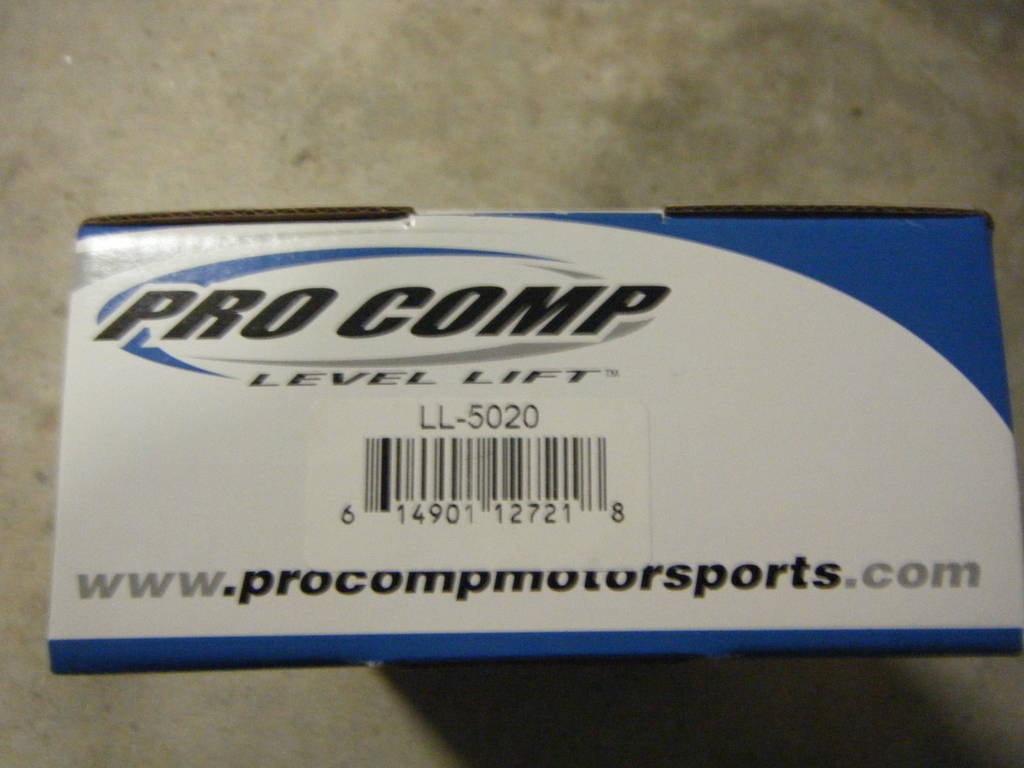 PRO COMP
LEVEL LIFT™
LL-5020
6 14901 12721 8
www.procompmotorsports.com